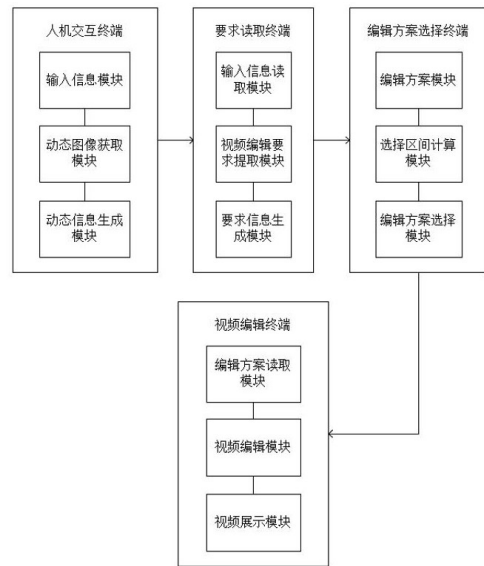 人机交互终端
输入信息模块
动态图像获取
模块
动态信息生成
模块
要求读取终端
输入信息读
取模块
视频编辑要
求提取模块
要求信息生
成模块
编辑方案选择终端
编辑方案模块
选择区间计算
模块
编辑方案选择
模块
视频编辑终端
编辑方案读取
模块
视频编辑模块
视频展示模块